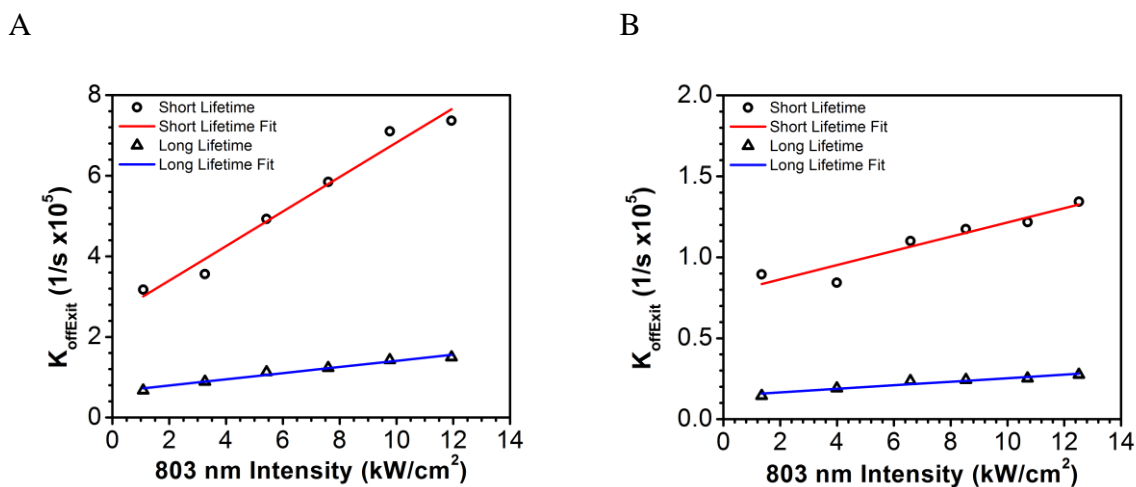 A
B
8
6
4
2
0
K_offExit (1/s x10^5)
Short Lifetime
Short Lifetime Fit
Long Lifetime
Long Lifetime Fit
0 2 4 6 8 10 12 14
803 nm Intensity (kW/cm^2)
2.0
1.5
1.0
0.5
0.0
K_offExit (1/s x10^5)
Short Lifetime
Short Lifetime Fit
Long Lifetime
Long Lifetime Fit
0 2 4 6 8 10 12 14
803 nm Intensity (kW/cm^2)